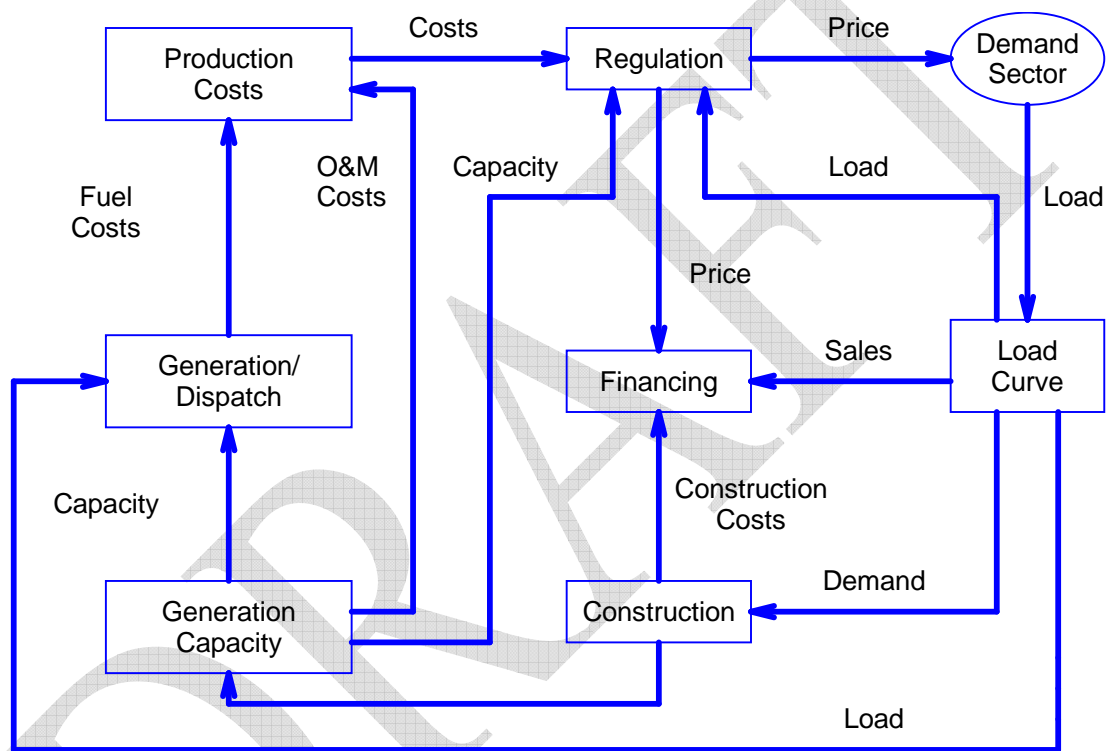 Costs
Price
Production
Costs
Regulation
Demand
Sector
O&M
Costs
Capacity
Load
Fuel
Costs
Load
Price
Generation/
Dispatch
Financing
Sales
Load
Curve
Capacity
Construction
Costs
Generation
Capacity
Construction
Demand
Load
DRAFT